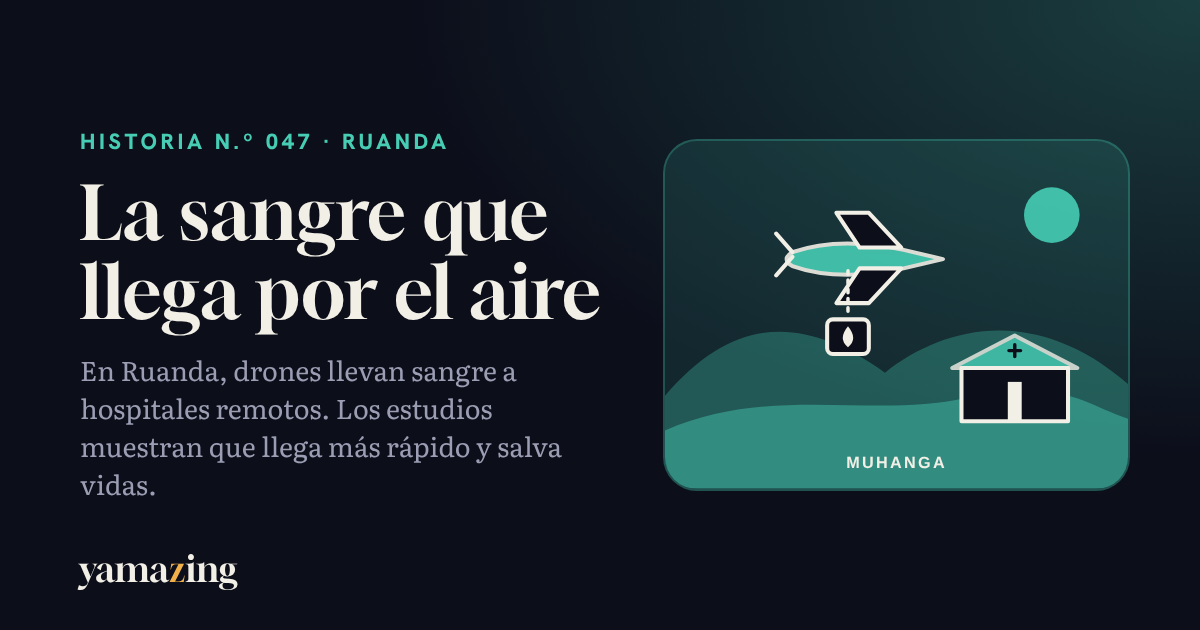 HISTORIA N.º 047 · RUANDA
La sangre que
llega por el aire
En Ruanda, drones llevan sangre a
hospitales remotos. Los estudios
muestran que llega más rápido y salva
vidas.
MUHANGA
yamazing